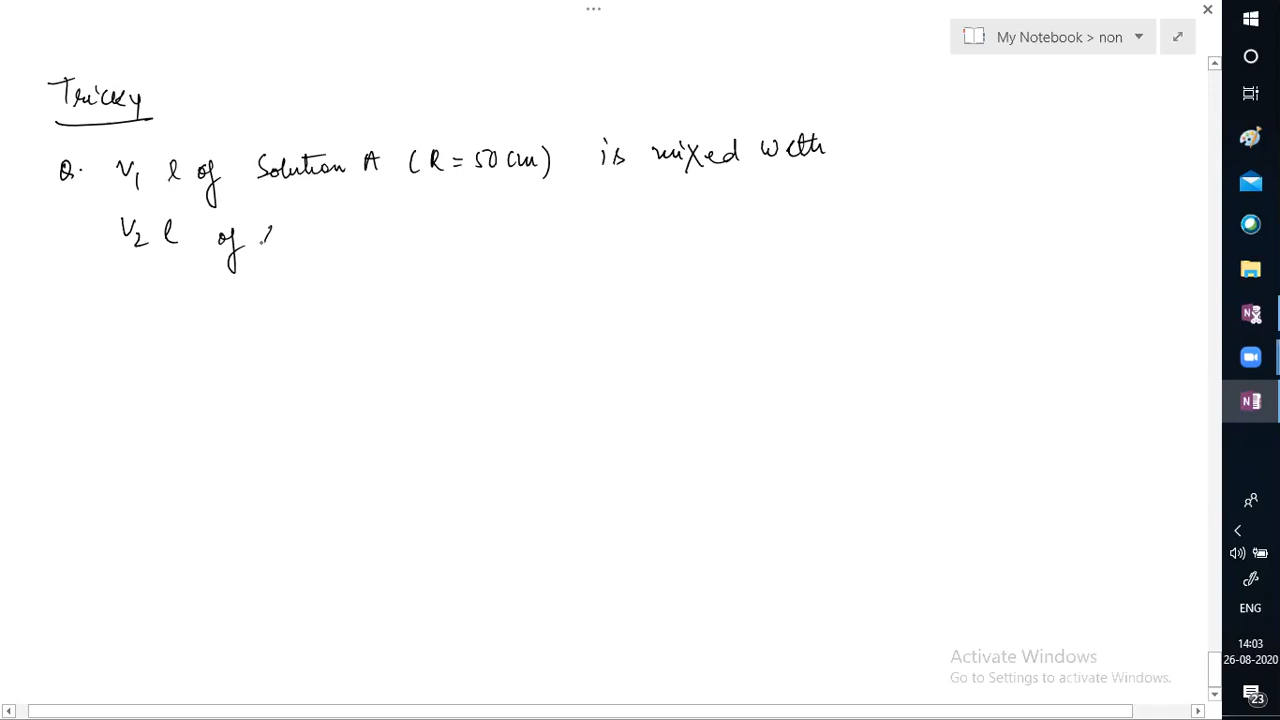 My Notebook > non
Tricky
Q. V₁ l of Solution A (R = 50 cm) is mixed with
V₂ l of
Activate Windows
Go to Settings to activate Windows.
ENG
14:03
26-08-2020
23